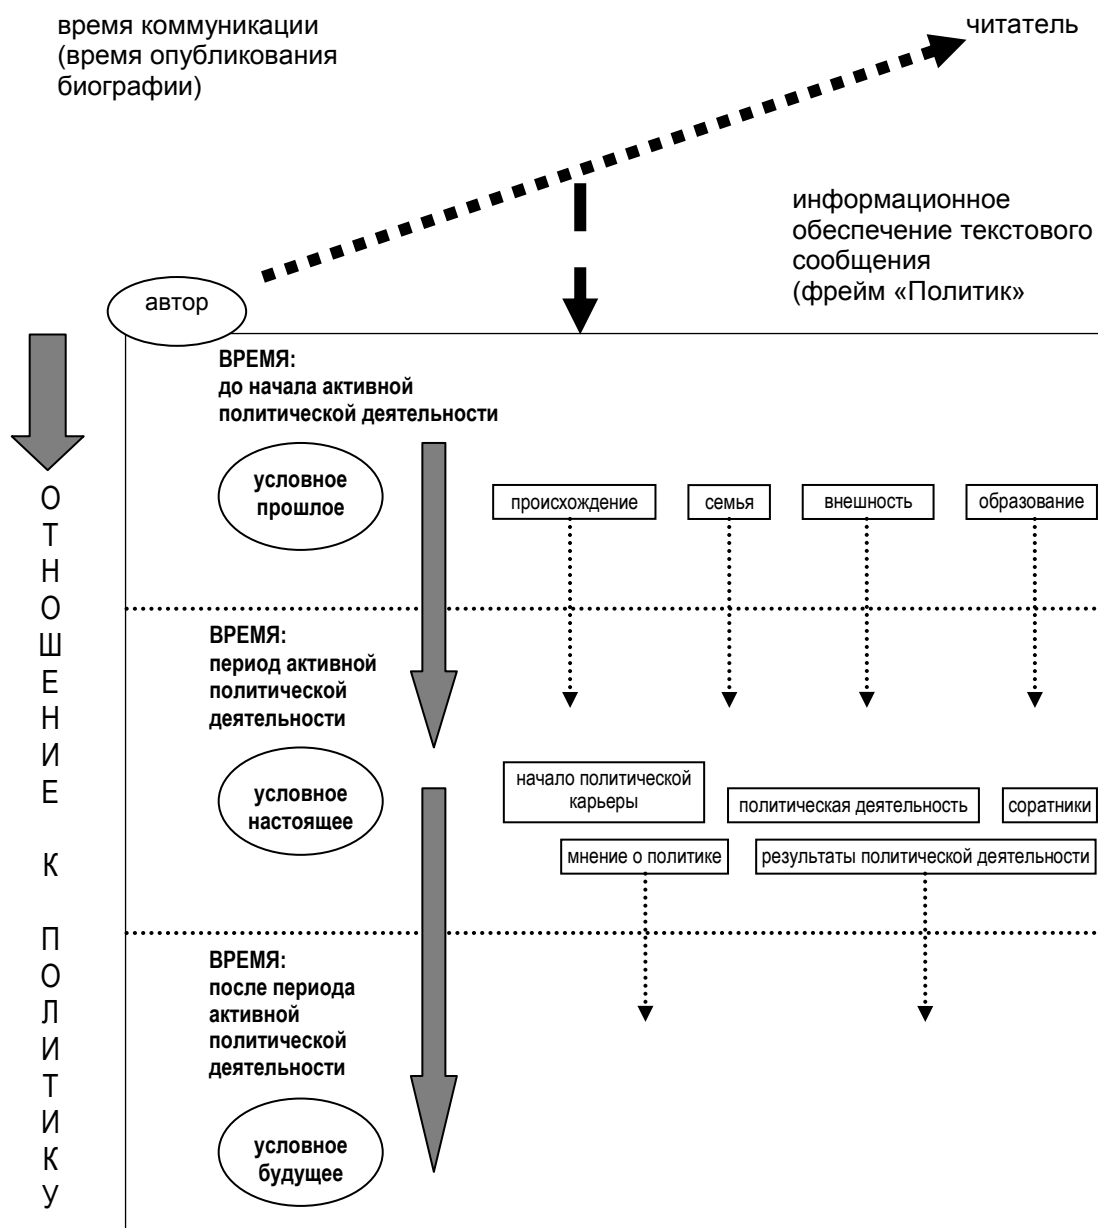 время коммуникации
(время опубликования
биографии)
читатель
информационное
обеспечение текстового
сообщения
(фрейм «Политик»
автор
ВРЕМЯ:
до начала активной
политической деятельности
условное
прошлое
происхождение
семья
внешность
образование
ВРЕМЯ:
период активной
политической
деятельности
условное
настоящее
начало политической
карьеры
политическая деятельность
соратники
мнение о политике
результаты политической деятельности
ВРЕМЯ:
после периода
активной
политической
деятельности
условное
будущее
ОТНОШЕНИЕ К ПОЛИТИКУ